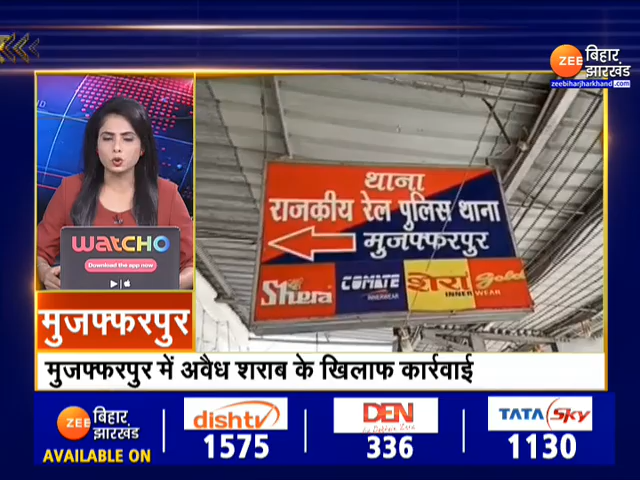 ZEE बिहार झारखंड
zeebiharjharkhand.com
थाना
राजकीय रेल पुलिस थाना
मुजफ्फरपुर
Shera
COMATE
INNERWEAR
शेरा Gold
INNER WEAR
WATCHO
Download the app now
मुजफ्फरपुर
मुजफ्फरपुर में अवैध शराब के खिलाफ कार्रवाई
ZEE बिहार झारखंड
AVAILABLE ON
dishtv
1575
DEN
336
TATA Sky
1130